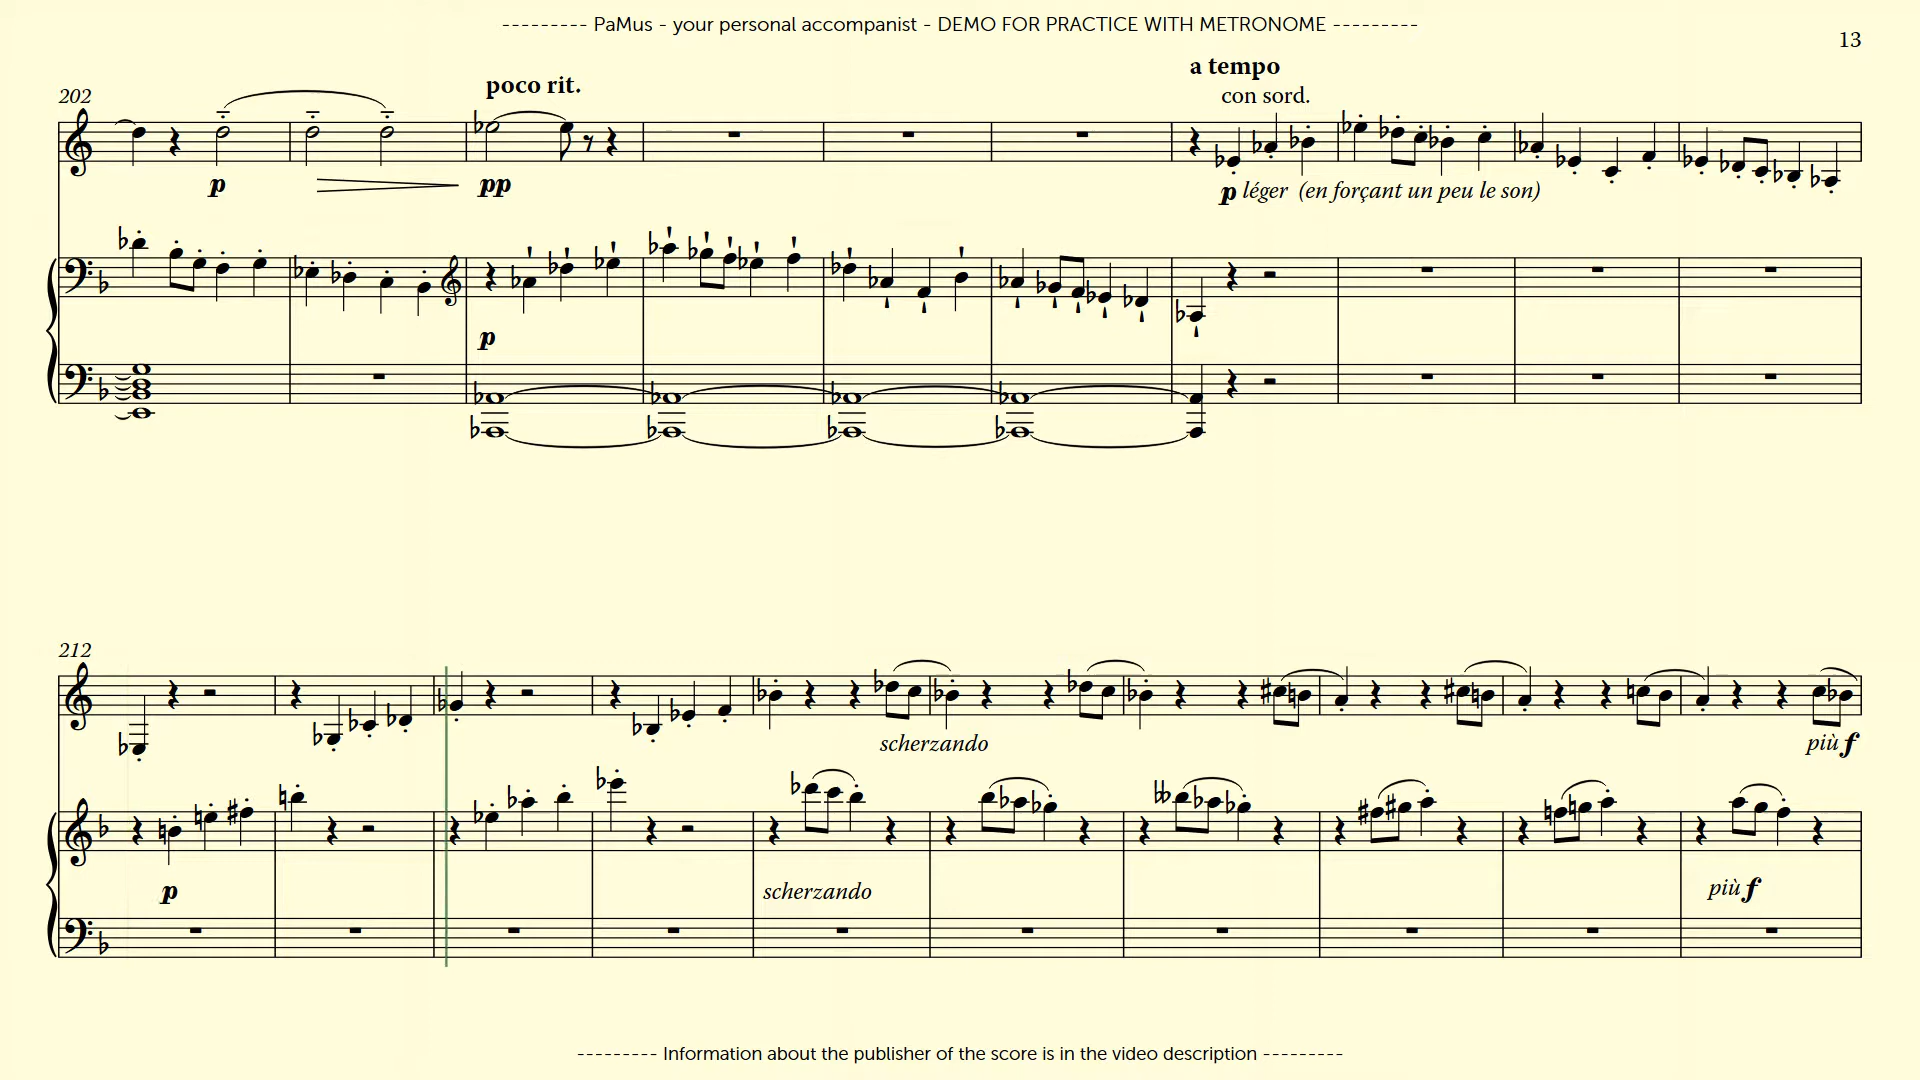 --------- PaMus - your personal accompanist - DEMO FOR PRACTICE WITH METRONOME ---------
13
a tempo
poco rit.
con sord.
202
p
pp
p léger (en forçant un peu le son)
p
212
scherzando
più f
p
scherzando
più f
--------- Information about the publisher of the score is in the video description ---------